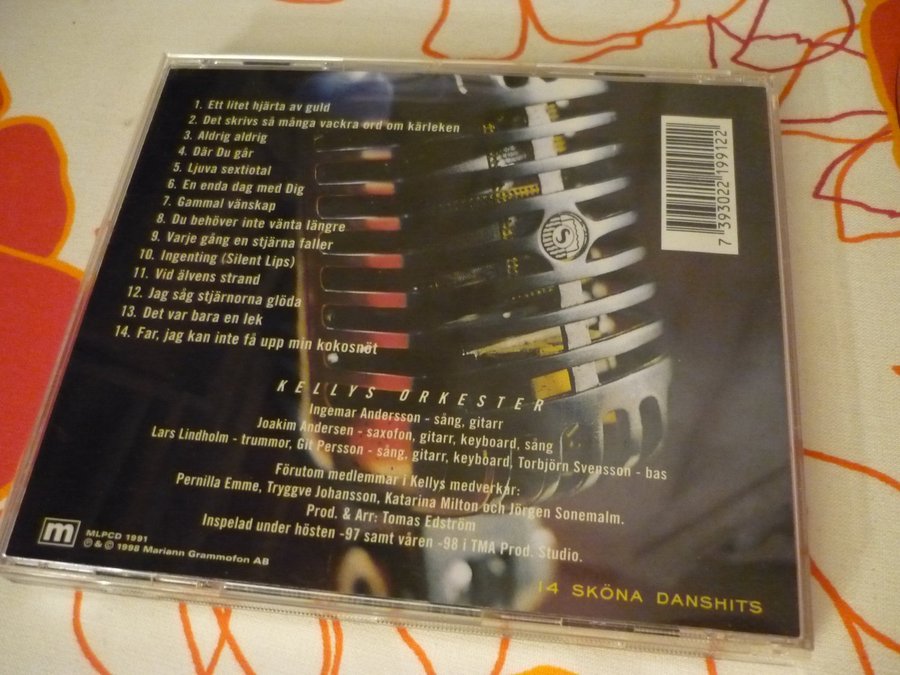 1. Ett litet hjärta av guld
2. Det skrivs så många vackra ord om kärleken
3. Aldrig aldrig
4. Där Du går
5. Ljuva sextiotal
6. En enda dag med Dig
7. Gammal vänskap
8. Du behöver inte vänta längre
9. Varje gång en stjärna faller
10. Ingenting (Silent Lips)
11. Vid älvens strand
12. Jag såg stjärnorna glöda
13. Det var bara en lek
14. Far, jag kan inte få upp min kokosnöt
7 393022 199122
S
KELLYS ORKESTER
Ingemar Andersson - sång, gitarr
Joakim Andersen - saxofon, gitarr, keyboard, sång
Lars Lindholm - trummor, Git Persson - sång, gitarr, keyboard, Torbjörn Svensson - bas
Förutom medlemmar i Kellys medverkar:
Pernilla Emme, Tryggve Johansson, Katarina Milton och Jörgen Sonemalm.
Prod. & Arr: Tomas Edström
Inspelad under hösten -97 samt våren -98 i TMA Prod. Studio.
m
MLPCD 1991
℗ & © 1998 Mariann Grammofon AB
14 SKÖNA DANSHITS